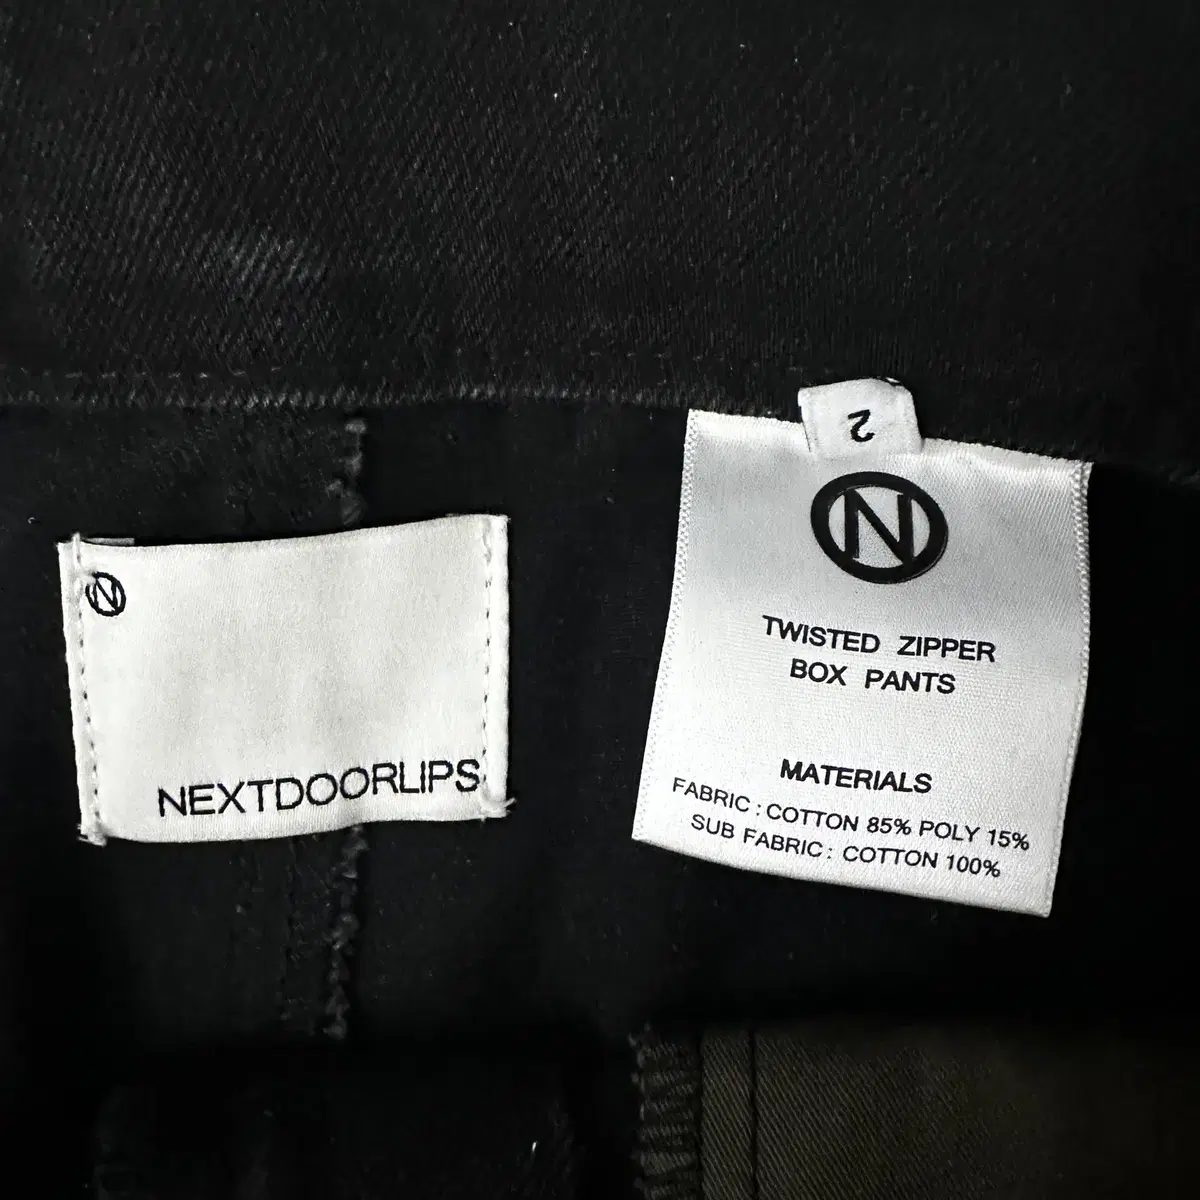 N
NEXTDOORLIPS
2
N
TWISTED ZIPPER
BOX PANTS
MATERIALS
FABRIC : COTTON 85% POLY 15%
SUB FABRIC : COTTON 100%